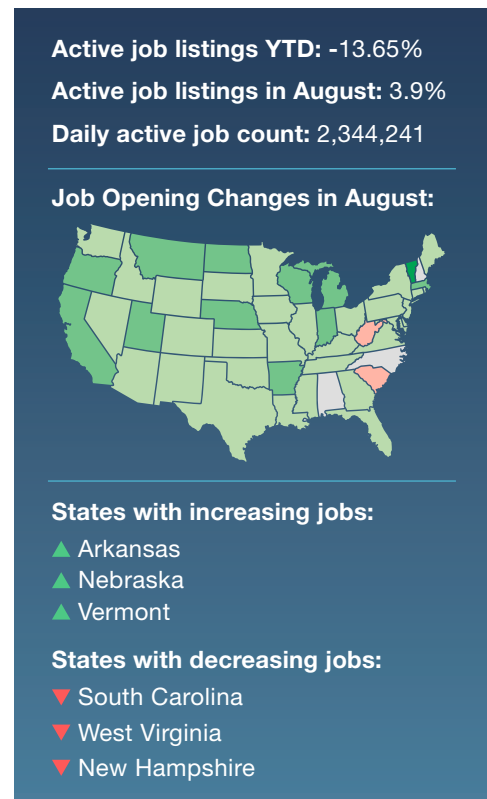 Active job listings YTD: -13.65%
Active job listings in August: 3.9%
Daily active job count: 2,344,241
Job Opening Changes in August:
States with increasing jobs:
▲ Arkansas
▲ Nebraska
▲ Vermont
States with decreasing jobs:
▼ South Carolina
▼ West Virginia
▼ New Hampshire